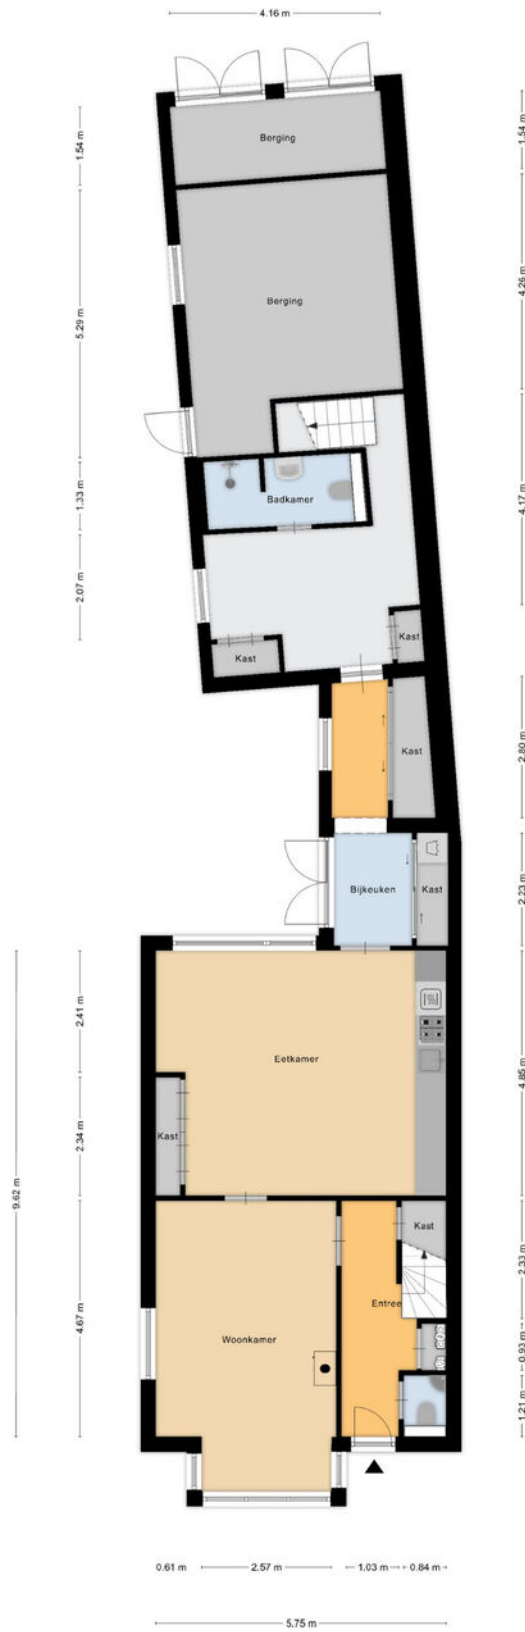 4.16 m
Berging
1.54 m
1.54 m
Berging
4.26 m
5.29 m
Badkamer
1.33 m
4.17 m
2.07 m
Kast
Kast
Kast
2.80 m
Bijkeuken
Kast
2.23 m
Eetkamer
2.41 m
4.85 m
Kast
2.34 m
9.62 m
Kast
2.33 m
Entree
Woonkamer
4.67 m
0.93 m
1.21 m
0.61 m
2.57 m
1.03 m
0.84 m
5.75 m